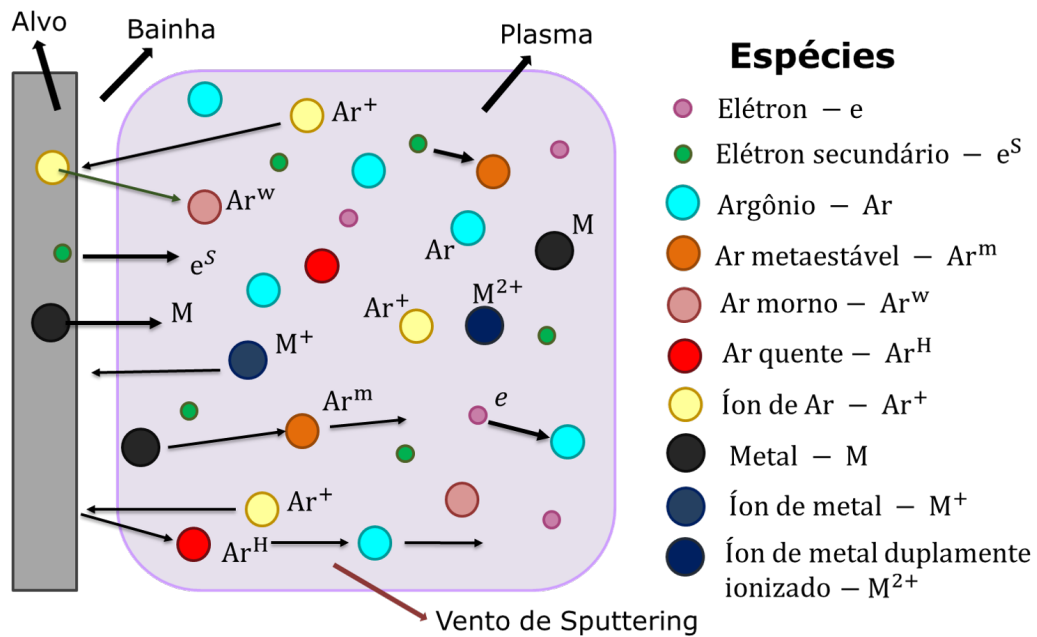 Alvo
Bainha
Plasma
Ar⁺
Arʷ
eˢ
M
Ar
M
Ar⁺
M²⁺
M⁺
Arᵐ
e
Ar⁺
Arᴴ
Vento de Sputtering
Espécies
Elétron − e
Elétron secundário − eˢ
Argônio − Ar
Ar metaestável − Arᵐ
Ar morno − Arʷ
Ar quente − Arᴴ
Íon de Ar − Ar⁺
Metal − M
Íon de metal − M⁺
Íon de metal duplamente
ionizado − M²⁺